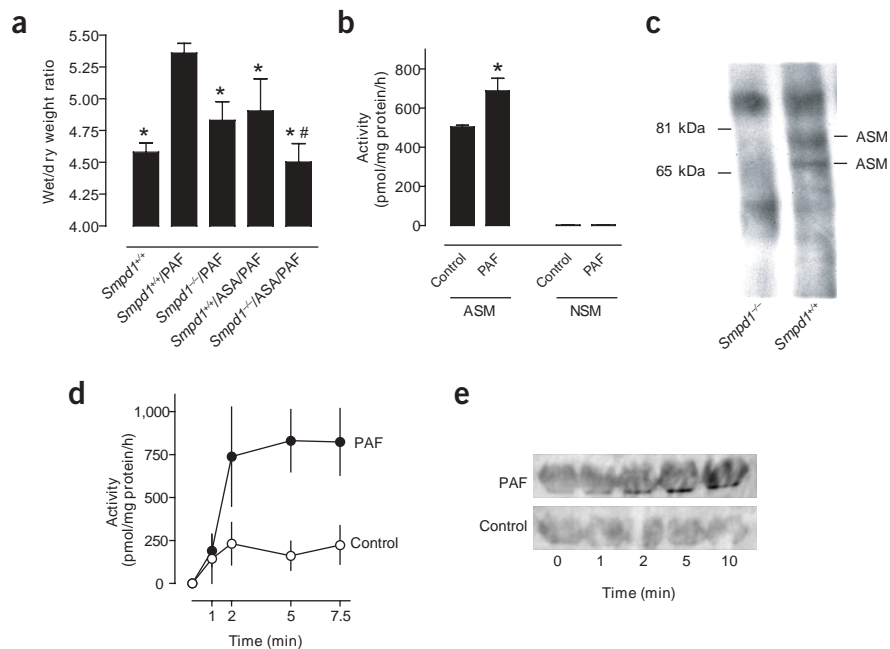 a
Wet/dry weight ratio
5.50
5.25
5.00
4.75
4.50
4.25
4.00
*
*
*
* #
Smpd1+/+
Smpd1+/+/PAF
Smpd1–/–/PAF
Smpd1+/+/ASA/PAF
Smpd1–/–/ASA/PAF
b
Activity
(pmol/mg protein/h)
800
600
400
200
0
*
Control
PAF
Control
PAF
ASM
NSM
c
81 kDa
65 kDa
ASM
ASM
Smpd1–/–
Smpd1+/+
d
Activity
(pmol/mg protein/h)
1,000
750
500
250
0
PAF
Control
1 2 5 7.5
Time (min)
e
PAF
Control
0 1 2 5 10
Time (min)